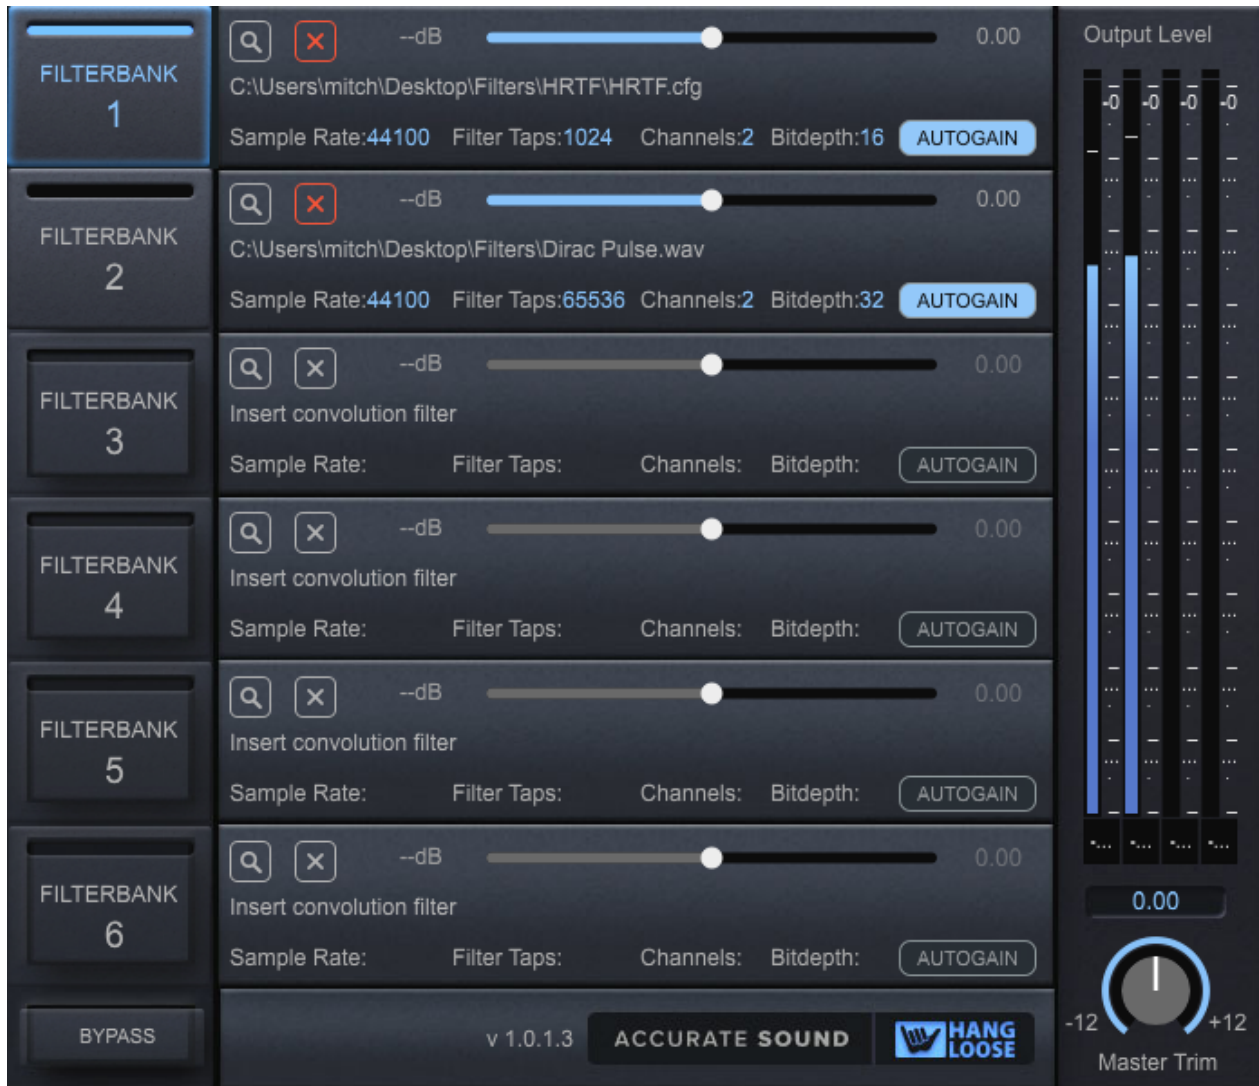 FILTERBANK
1
--dB 0.00
C:\Users\mitch\Desktop\Filters\HRTF\HRTF.cfg
Sample Rate:44100 Filter Taps:1024 Channels:2 Bitdepth:16 AUTOGAIN
FILTERBANK
2
--dB 0.00
C:\Users\mitch\Desktop\Filters\Dirac Pulse.wav
Sample Rate:44100 Filter Taps:65536 Channels:2 Bitdepth:32 AUTOGAIN
FILTERBANK
3
--dB 0.00
Insert convolution filter
Sample Rate: Filter Taps: Channels: Bitdepth: AUTOGAIN
FILTERBANK
4
--dB 0.00
Insert convolution filter
Sample Rate: Filter Taps: Channels: Bitdepth: AUTOGAIN
FILTERBANK
5
--dB 0.00
Insert convolution filter
Sample Rate: Filter Taps: Channels: Bitdepth: AUTOGAIN
FILTERBANK
6
--dB 0.00
Insert convolution filter
Sample Rate: Filter Taps: Channels: Bitdepth: AUTOGAIN
BYPASS
v 1.0.1.3 ACCURATE SOUND
HANG
LOOSE
Output Level
-0 -0 -0 -0
-... -... -... -...
0.00
-12 +12
Master Trim